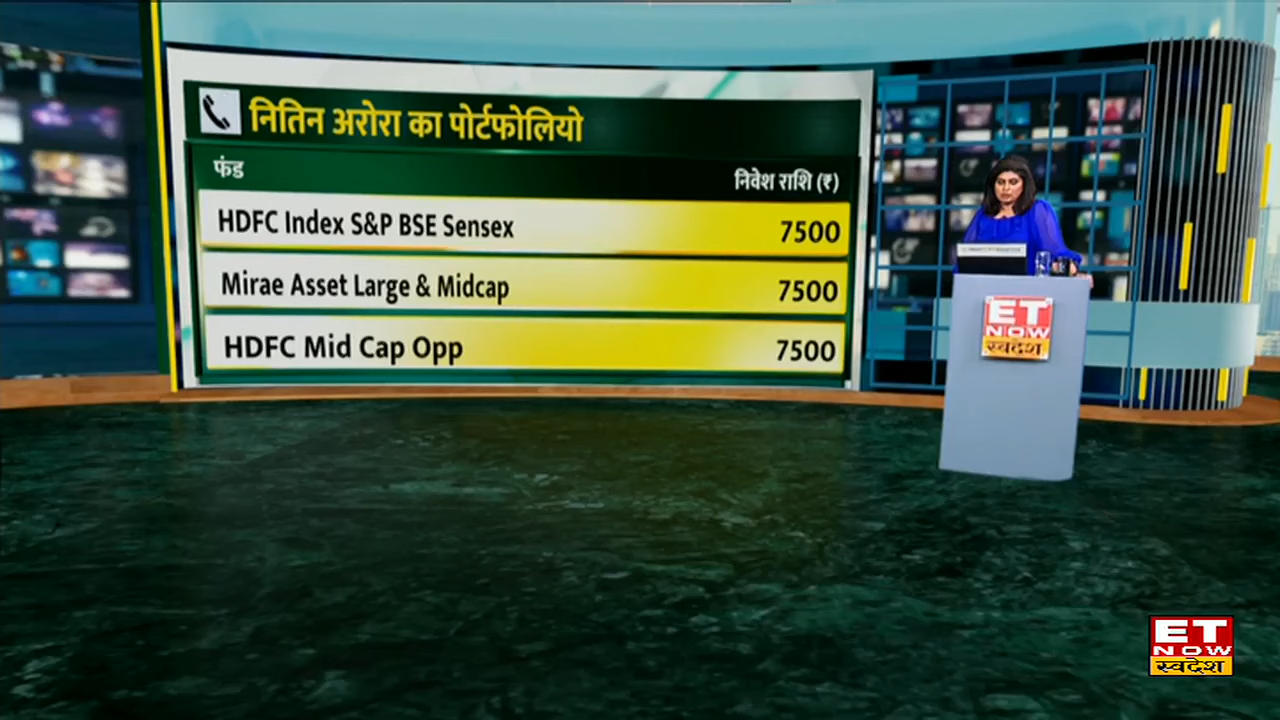 नितिन अरोरा का पोर्टफोलियो
फंड निवेश राशि (₹)
HDFC Index S&P BSE Sensex 7500
Mirae Asset Large & Midcap 7500
HDFC Mid Cap Opp 7500
ET
NOW
स्वदेश
ET
NOW
स्वदेश